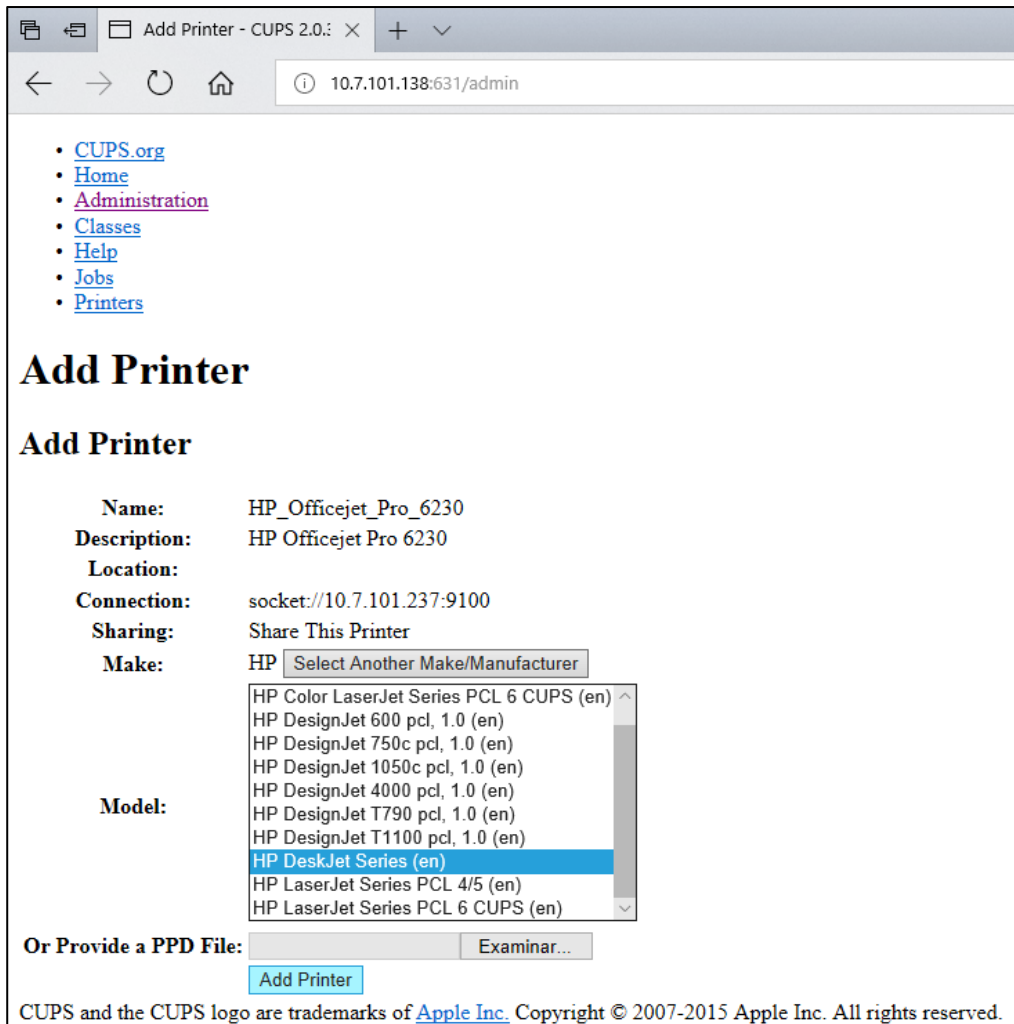 Add Printer - CUPS 2.0.:
10.7.101.138:631/admin
• CUPS.org
• Home
• Administration
• Classes
• Help
• Jobs
• Printers
Add Printer
Add Printer
Name: HP_Officejet_Pro_6230
Description: HP Officejet Pro 6230
Location:
Connection: socket://10.7.101.237:9100
Sharing: Share This Printer
Make: HP Select Another Make/Manufacturer
HP Color LaserJet Series PCL 6 CUPS (en)
HP DesignJet 600 pcl, 1.0 (en)
HP DesignJet 750c pcl, 1.0 (en)
HP DesignJet 1050c pcl, 1.0 (en)
HP DesignJet 4000 pcl, 1.0 (en)
Model: HP DesignJet T790 pcl, 1.0 (en)
HP DesignJet T1100 pcl, 1.0 (en)
HP DeskJet Series (en)
HP LaserJet Series PCL 4/5 (en)
HP LaserJet Series PCL 6 CUPS (en)
Or Provide a PPD File: Examinar...
Add Printer
CUPS and the CUPS logo are trademarks of Apple Inc. Copyright © 2007-2015 Apple Inc. All rights reserved.